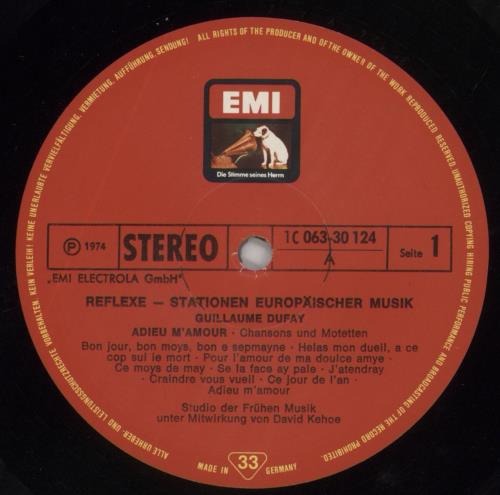 ALLE URHEBER- UND LEISTUNGSSCHUTZRECHTE VORBEHALTEN. KEIN VERLEIH! KEINE UNERLAUBTE VERVIELFÄLTIGUNG, VERMIETUNG, AUFFÜHRUNG, SENDUNG! ALL RIGHTS OF THE PRODUCER AND OF THE OWNER OF THE WORK REPRODUCED RESERVED. UNAUTHORIZED COPYING HIRING PUBLIC PERFORMANCE AND BROADCASTING OF THE RECORD PROHIBITED.
EMI
Die Stimme seines Herrn
℗ 1974 STEREO 1C 063-30 124 Seite 1
A
„EMI ELECTROLA GmbH"
REFLEXE — STATIONEN EUROPÄISCHER MUSIK
GUILLAUME DUFAY
ADIEU M'AMOUR · Chansons und Motetten
Bon jour, bon moys, bon e sepmayne · Helas mon dueil, a ce
cop sui le mort · Pour l'amour de ma doulce amye ·
Ce moys de may · Se la face ay pale · J'atendray
· Craindre vous vueil · Ce jour de l'an ·
Adieu m'amour
Studio der Frühen Musik
unter Mitwirkung von David Kehoe
MADE IN 33 GERMANY